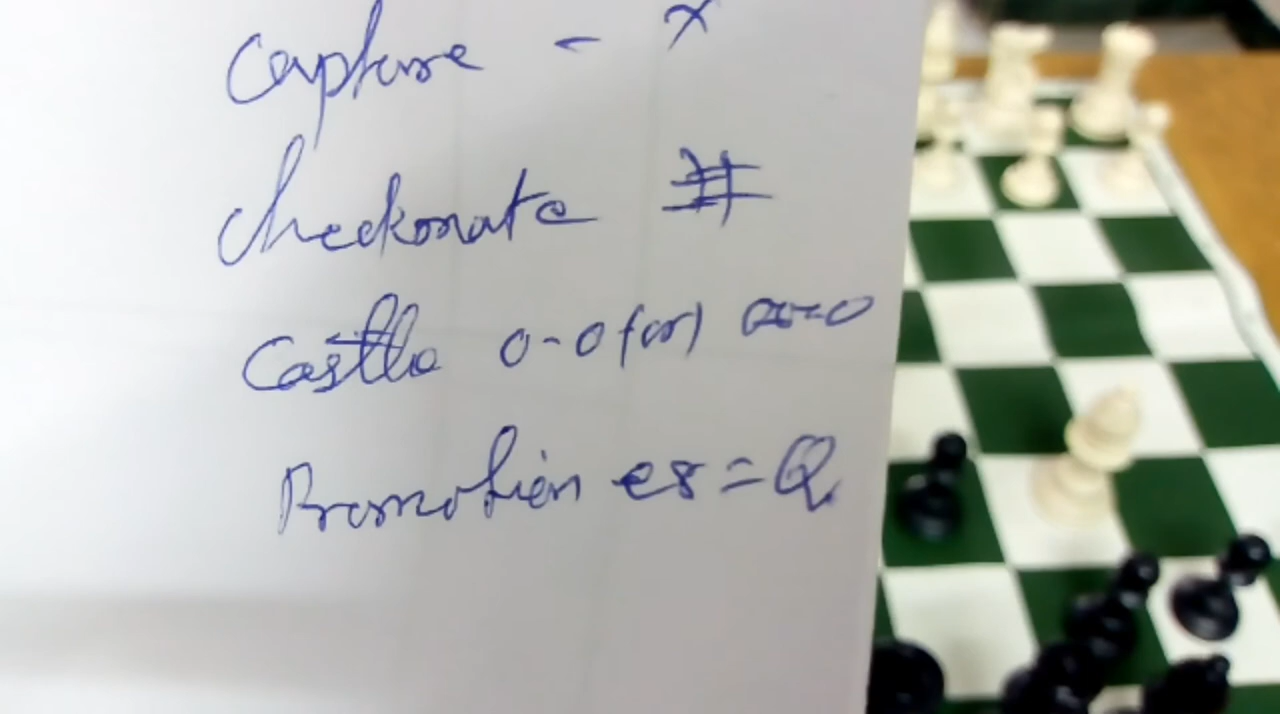 Capture - x
Checkmate #
Castle 0-0 (or) 0-0-0
Promotion e8 = Q